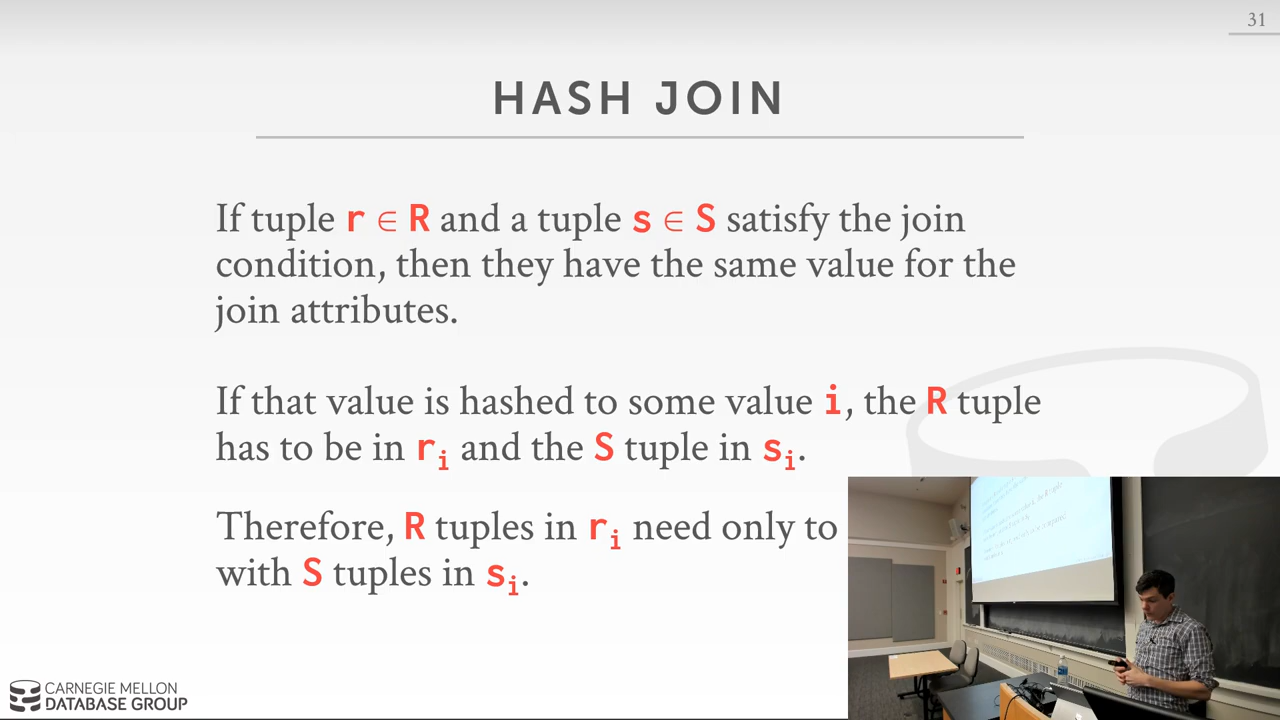 31
HASH JOIN
If tuple r ∈ R and a tuple s ∈ S satisfy the join
condition, then they have the same value for the
join attributes.
If that value is hashed to some value i, the R tuple
has to be in rᵢ and the S tuple in sᵢ.
Therefore, R tuples in rᵢ need only to
with S tuples in sᵢ.
CARNEGIE MELLON
DATABASE GROUP